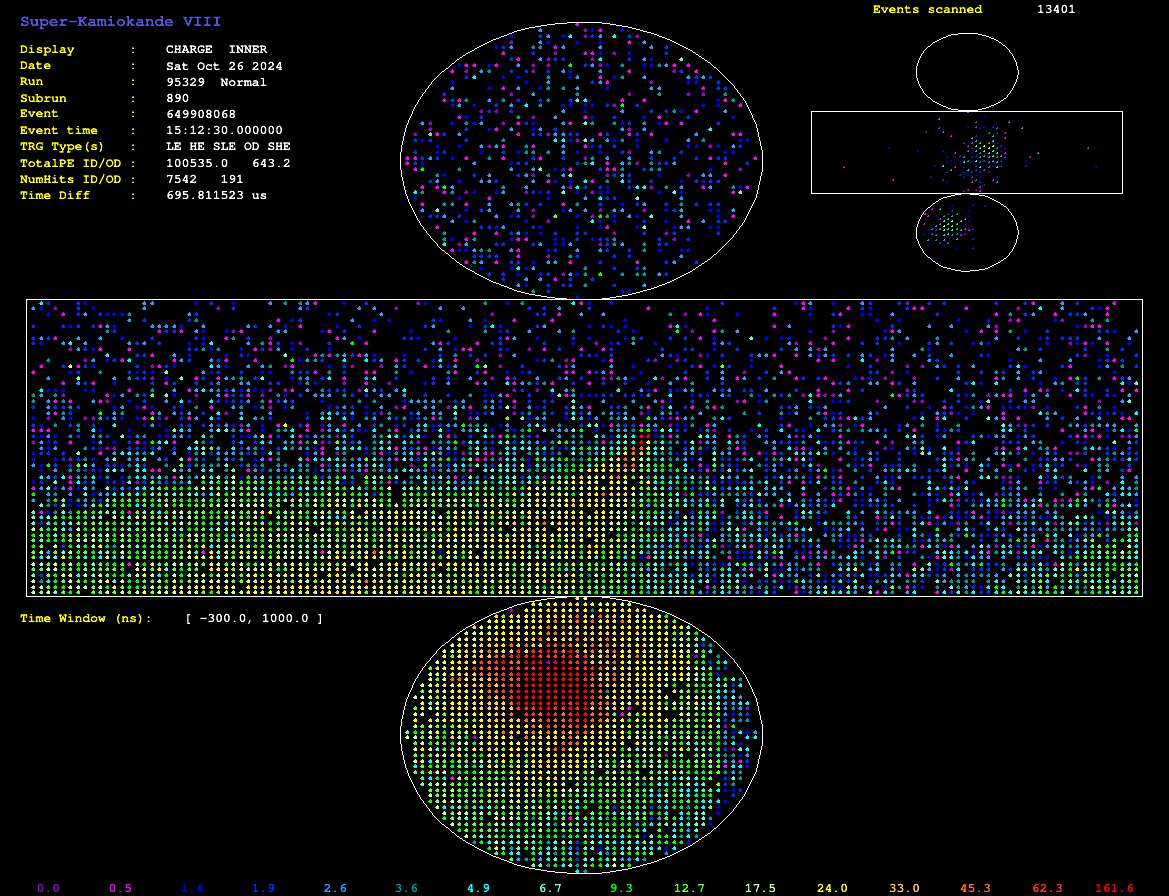 Super-Kamiokande VIII
Events scanned 13401
Display : CHARGE INNER
Date : Sat Oct 26 2024
Run : 95329 Normal
Subrun : 890
Event : 649908068
Event time : 15:12:30.000000
TRG Type(s) : LE HE SLE OD SHE
TotalPE ID/OD : 100535.0 643.2
NumHits ID/OD : 7542 191
Time Diff : 695.811523 us
Time Window (ns): [ -300.0, 1000.0 ]
0.0 0.5 1.4 1.9 2.6 3.6 4.9 6.7 9.3 12.7 17.5 24.0 33.0 45.3 62.3 161.6